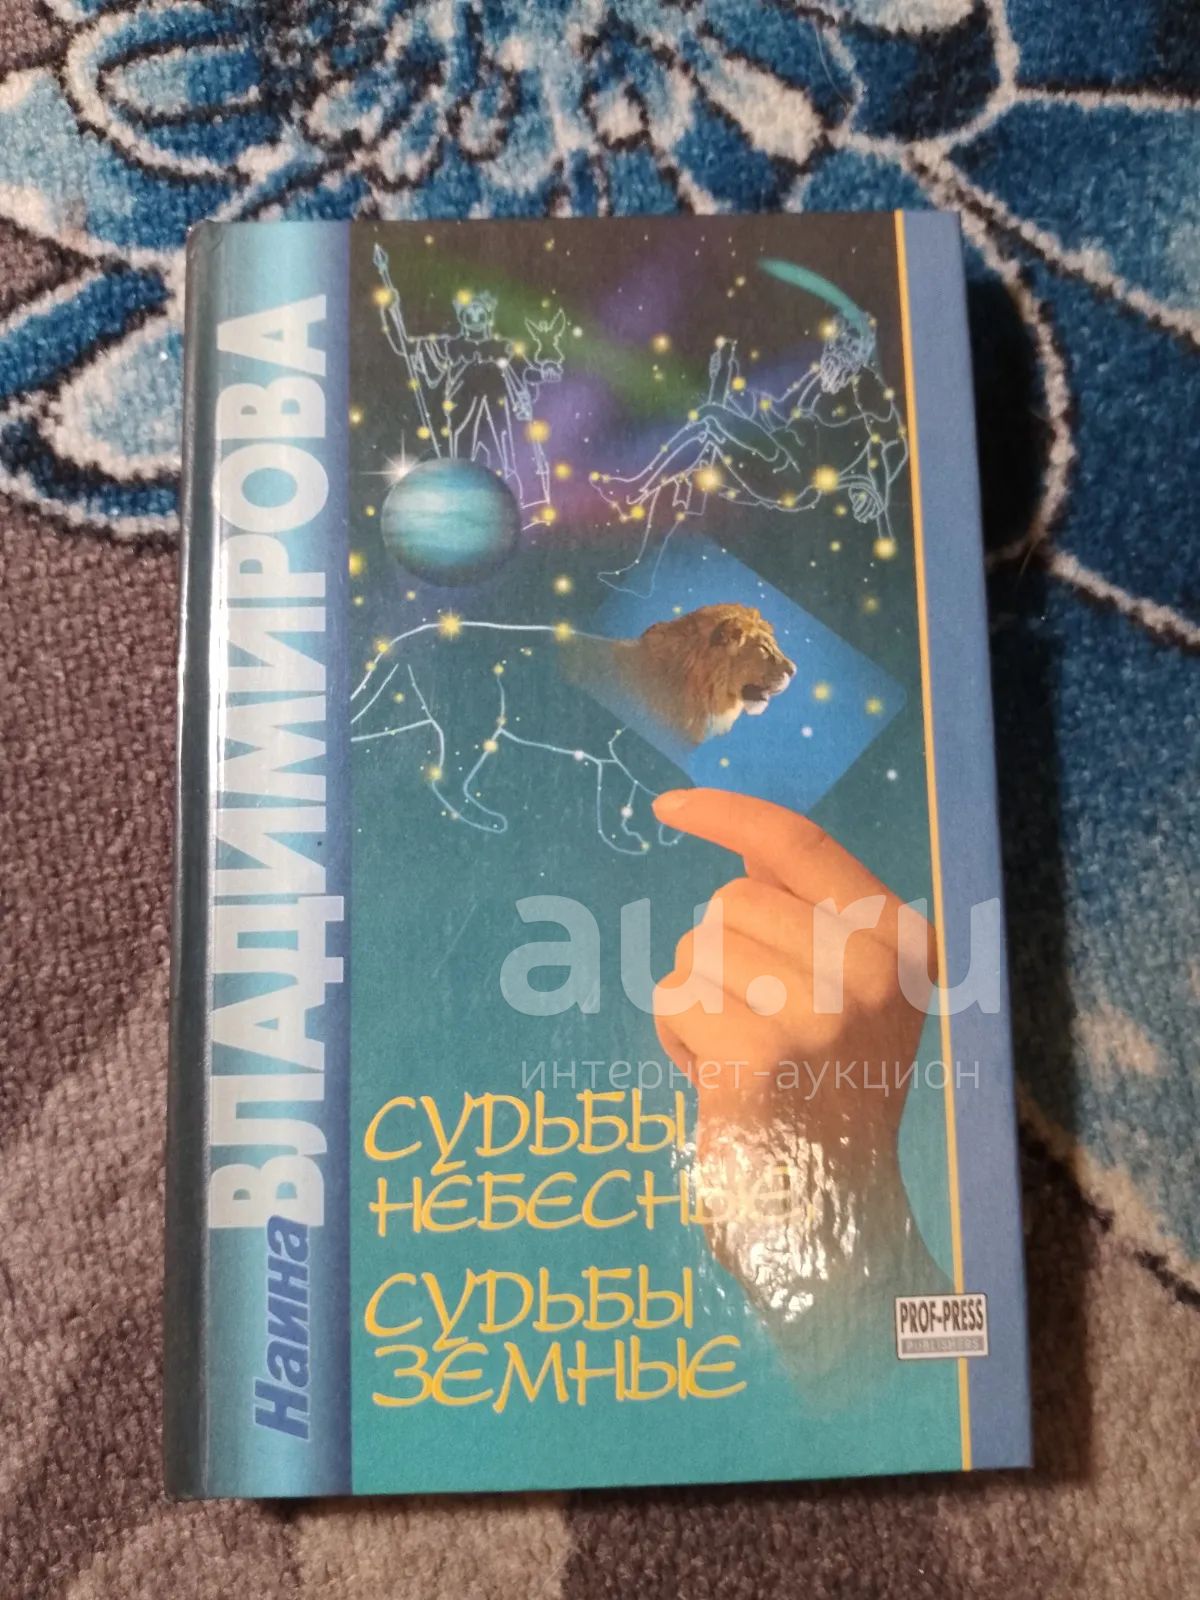 Наина
ВЛАДИМИРОВА
СУДЬБЫ
НЕБЕСНЫЕ,
СУДЬБЫ
ЗЕМНЫЕ
PROF-PRESS
PUBLISHERS
au.ru
интернет-аукцион